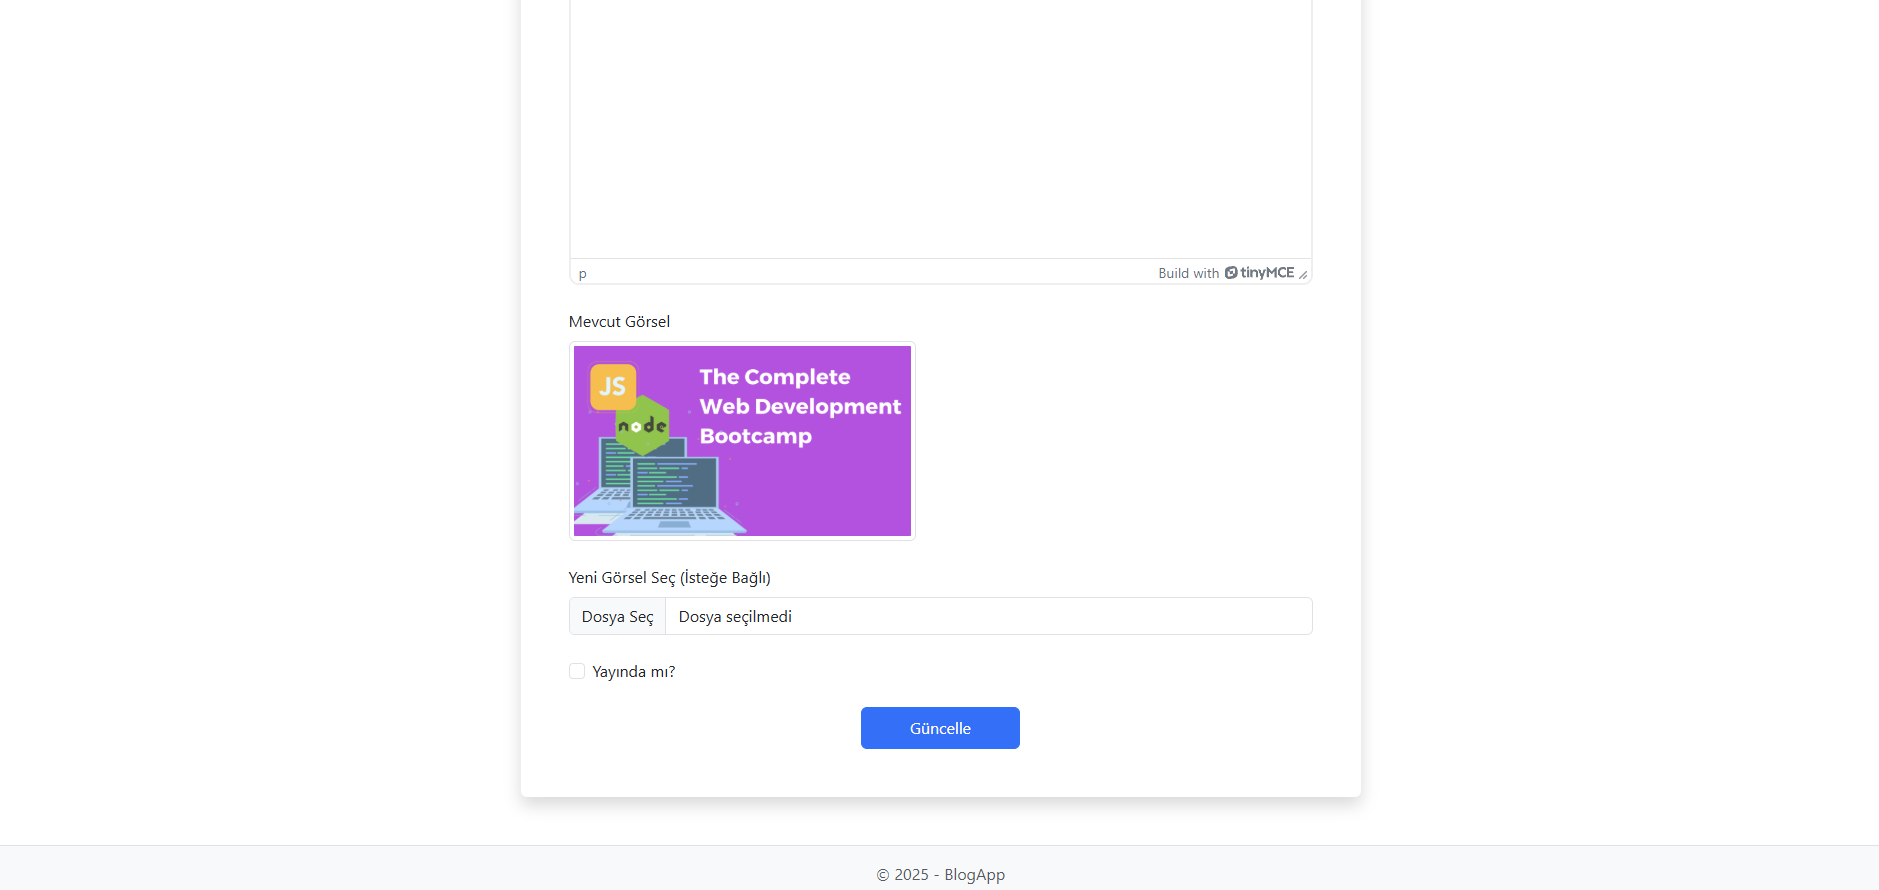 p
Build with tinyMCE
Mevcut Görsel
JS
node
The Complete
Web Development
Bootcamp
Yeni Görsel Seç (İsteğe Bağlı)
Dosya Seç Dosya seçilmedi
Yayında mı?
Güncelle
© 2025 - BlogApp